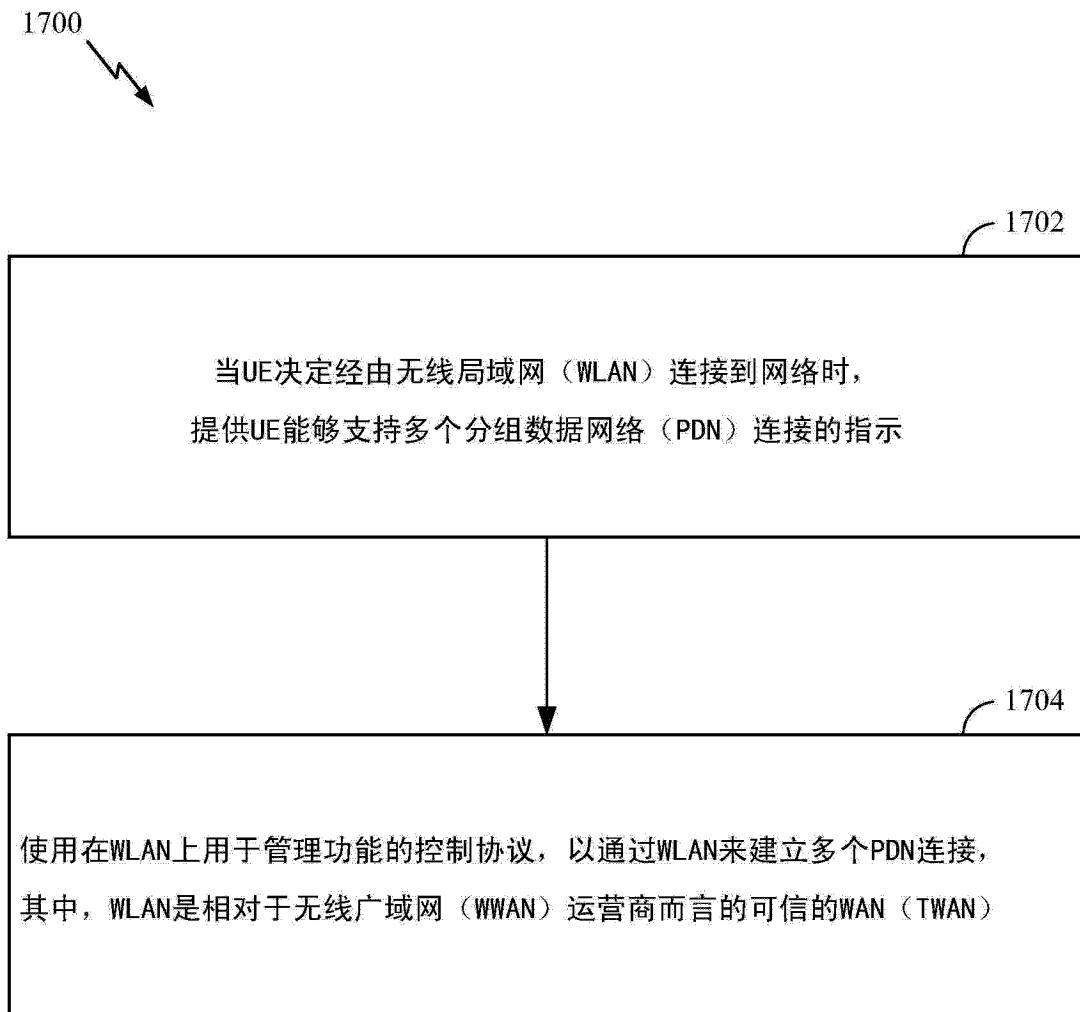 1700
1702
当UE决定经由无线局域网（WLAN）连接到网络时，
提供UE能够支持多个分组数据网络（PDN）连接的指示
1704
使用在WLAN上用于管理功能的控制协议，以通过WLAN来建立多个PDN连接，
其中，WLAN是相对于无线广域网（WWAN）运营商而言的可信的WAN（TWAN）